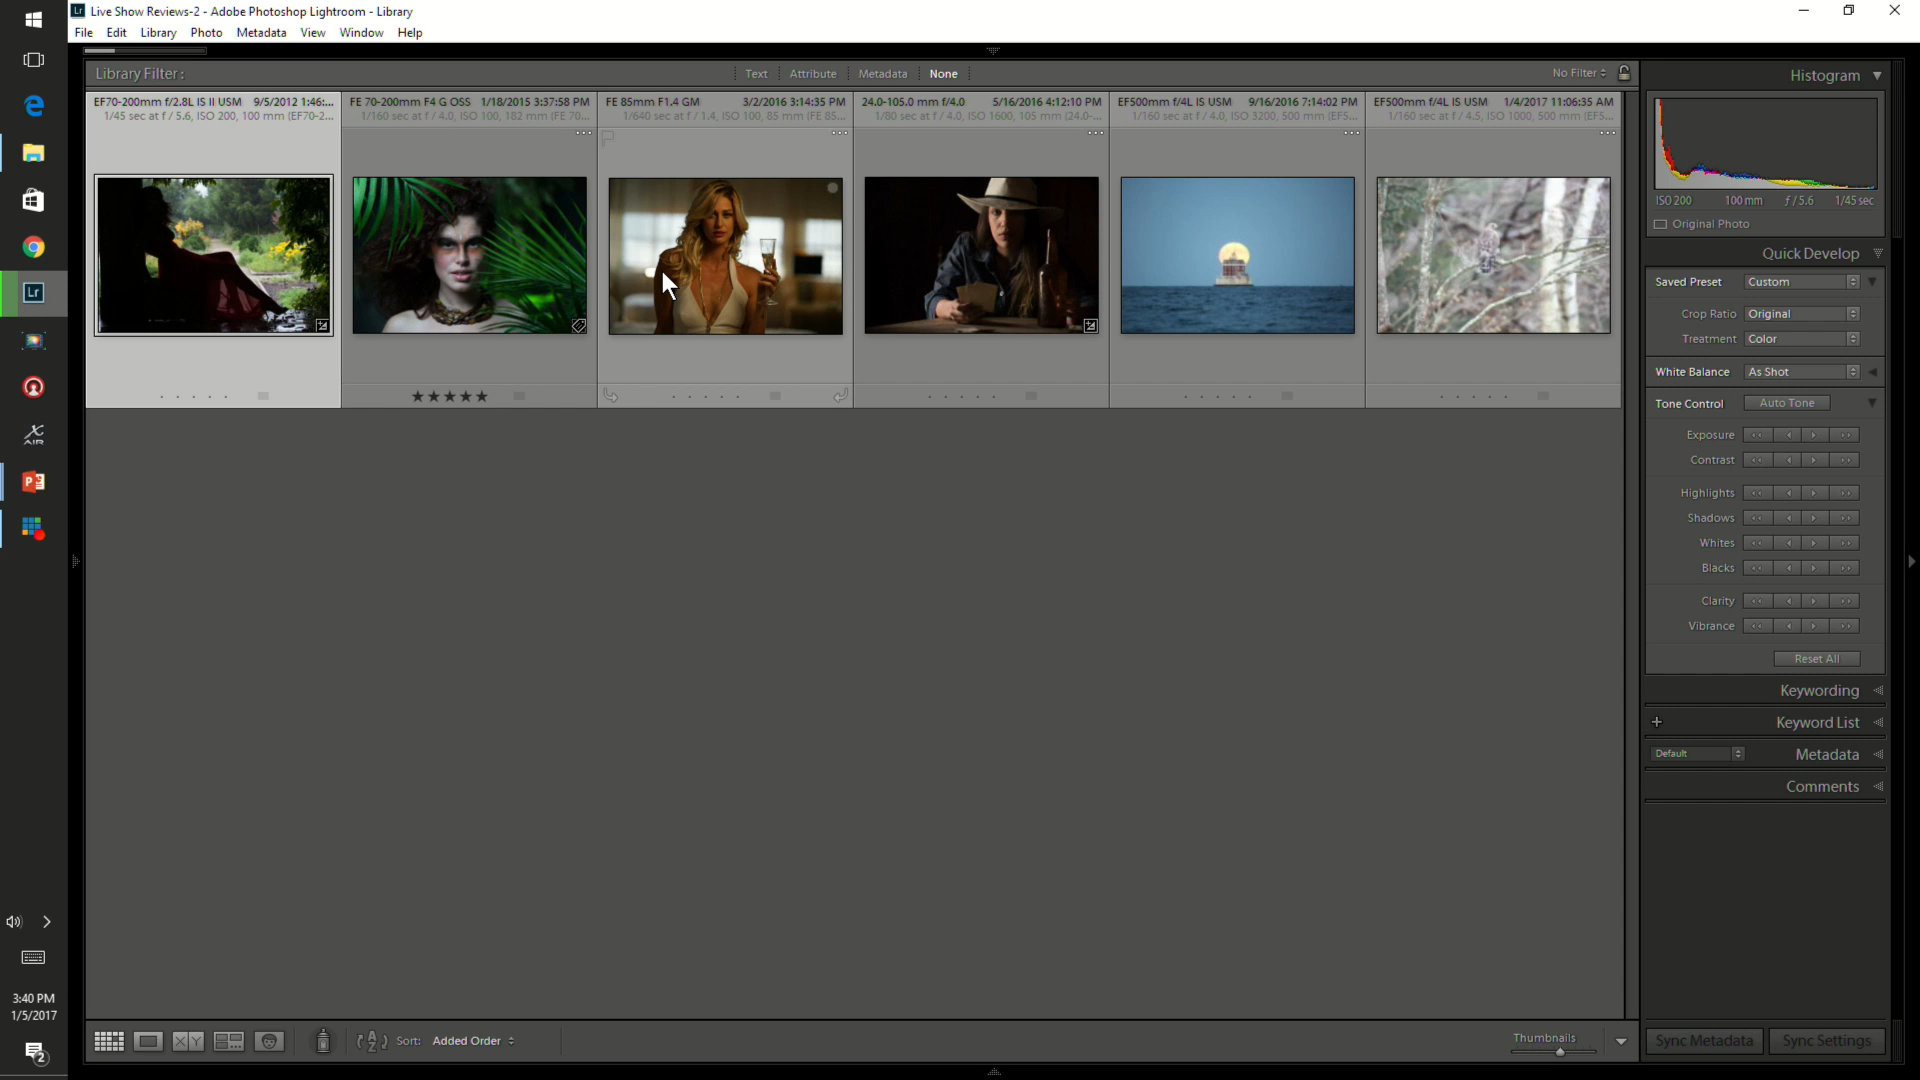 Live Show Reviews-2 - Adobe Photoshop Lightroom - Library
File Edit Library Photo Metadata View Window Help
Library Filter: Text Attribute Metadata None No Filter
EF70-200mm f/2.8L IS II USM 9/5/2012 1:46:...
1/45 sec at f / 5.6, ISO 200, 100 mm (EF70-2...
FE 70-200mm F4 G OSS 1/18/2015 3:37:58 PM
1/160 sec at f / 4.0, ISO 100, 182 mm (FE 70...
FE 85mm F1.4 GM 3/2/2016 3:14:35 PM
1/640 sec at f / 1.4, ISO 100, 85 mm (FE 85...
24.0-105.0 mm f/4.0 5/16/2016 4:12:10 PM
1/80 sec at f / 4.0, ISO 1600, 105 mm (24.0-...
EF500mm f/4L IS USM 9/16/2016 7:14:02 PM
1/160 sec at f / 4.0, ISO 3200, 500 mm (EF5...
EF500mm f/4L IS USM 1/4/2017 11:06:35 AM
1/160 sec at f / 4.5, ISO 1000, 500 mm (EF5...
Histogram
ISO 200 100 mm f / 5.6 1/45 sec
Original Photo
Quick Develop
Saved Preset Custom
Crop Ratio Original
Treatment Color
White Balance As Shot
Tone Control Auto Tone
Exposure
Contrast
Highlights
Shadows
Whites
Blacks
Clarity
Vibrance
Reset All
Keywording
Keyword List
Default Metadata
Comments
Sync Metadata Sync Settings
Lr
X AIR
P
3:40 PM
1/5/2017
2
XY
Sort: Added Order
Thumbnails